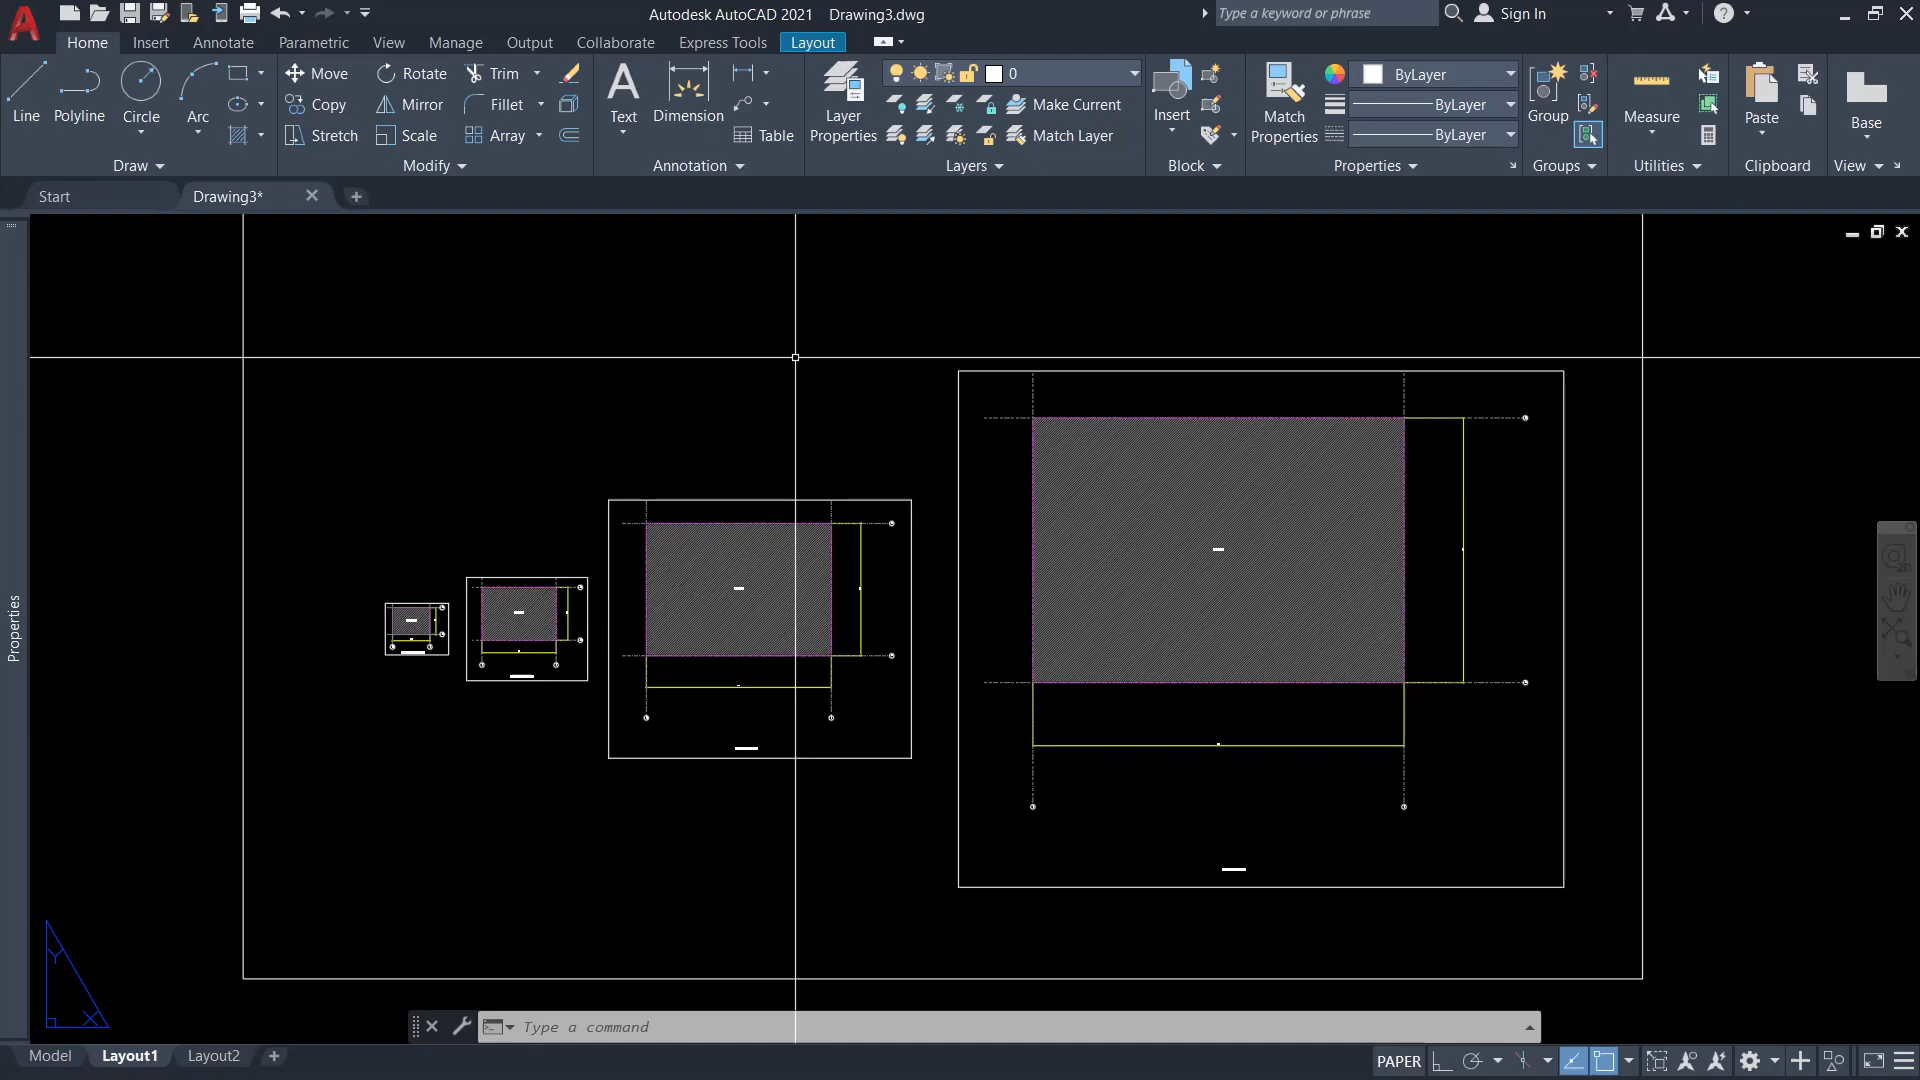 Autodesk AutoCAD 2021 Drawing3.dwg
Type a keyword or phrase
Sign In
Home Insert Annotate Parametric View Manage Output Collaborate Express Tools Layout
Line Polyline Circle Arc
Move Rotate Trim
Copy Mirror Fillet
Stretch Scale Array
Text Dimension Table
Layer Properties
0
Make Current
Match Layer
Insert
Match Properties
ByLayer
ByLayer
ByLayer
Group
Measure
Paste
Base
Draw Modify Annotation Layers Block Properties Groups Utilities Clipboard View
Start Drawing3*
Properties
Y
X
Type a command
Model Layout1 Layout2
PAPER